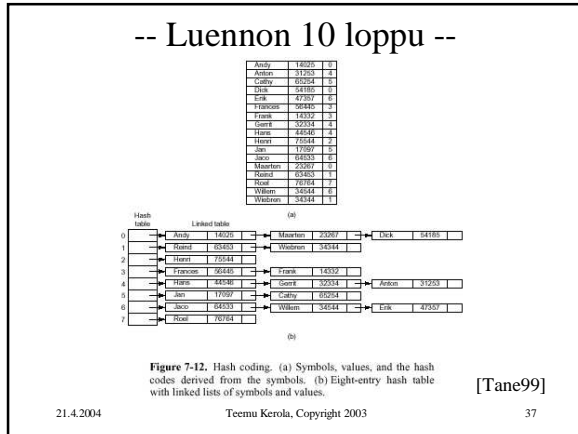 -- Luennon 10 loppu --
Andy 14025 0
Anton 31253 4
Cathy 65254 5
Dick 54185 0
Erik 47357 6
Frances 56445 3
Frank 14332 3
Gerrit 32334 4
Hans 44546 4
Henri 75544 2
Jan 17097 5
Jaco 64533 6
Maarten 23267 0
Reind 63453 1
Roel 76764 7
Willem 34544 6
Wiebren 34344 1
(a)
Hash
table
Linked table
0 Andy 14025 Maarten 23267 Dick 54185
1 Reind 63453 Wiebren 34344
2 Henri 75544
3 Frances 56445 Frank 14332
4 Hans 44546 Gerrit 32334 Anton 31253
5 Jan 17097 Cathy 65254
6 Jaco 64533 Willem 34544 Erik 47357
7 Roel 76764
(b)
Figure 7-12. Hash coding. (a) Symbols, values, and the hash
codes derived from the symbols. (b) Eight-entry hash table
with linked lists of symbols and values.
[Tane99]
21.4.2004 Teemu Kerola, Copyright 2003 37